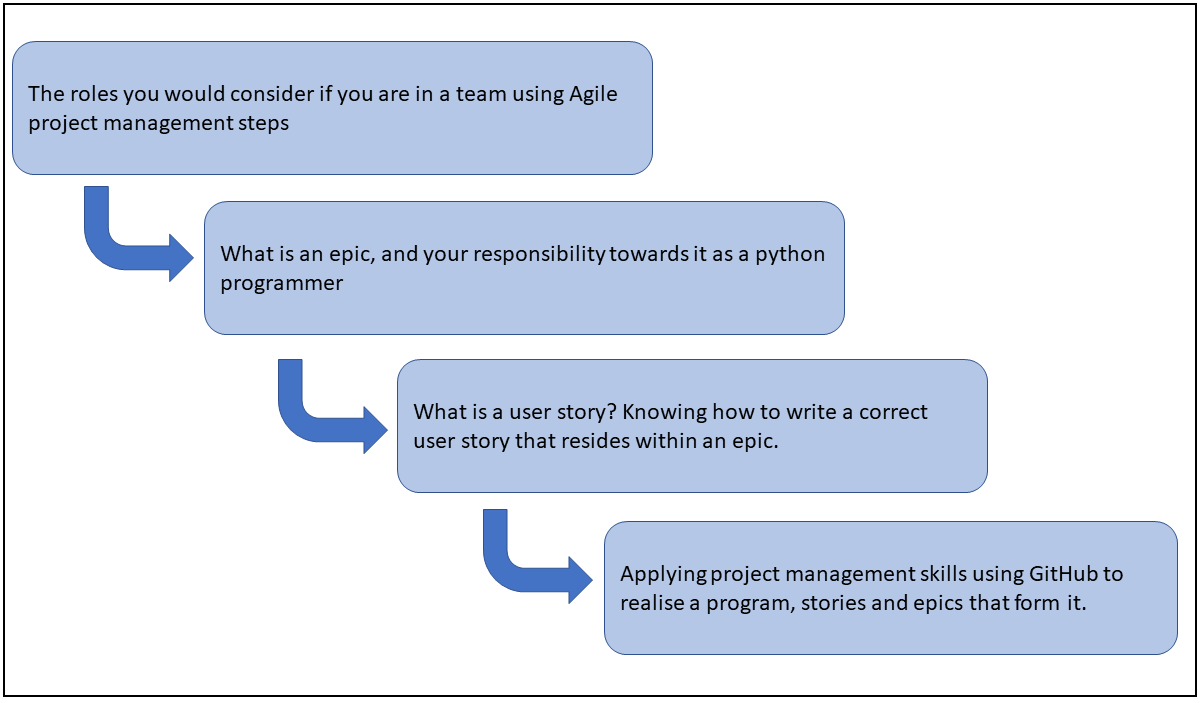 The roles you would consider if you are in a team using Agile
project management steps
What is an epic, and your responsibility towards it as a python
programmer
What is a user story? Knowing how to write a correct
user story that resides within an epic.
Applying project management skills using GitHub to
realise a program, stories and epics that form it.